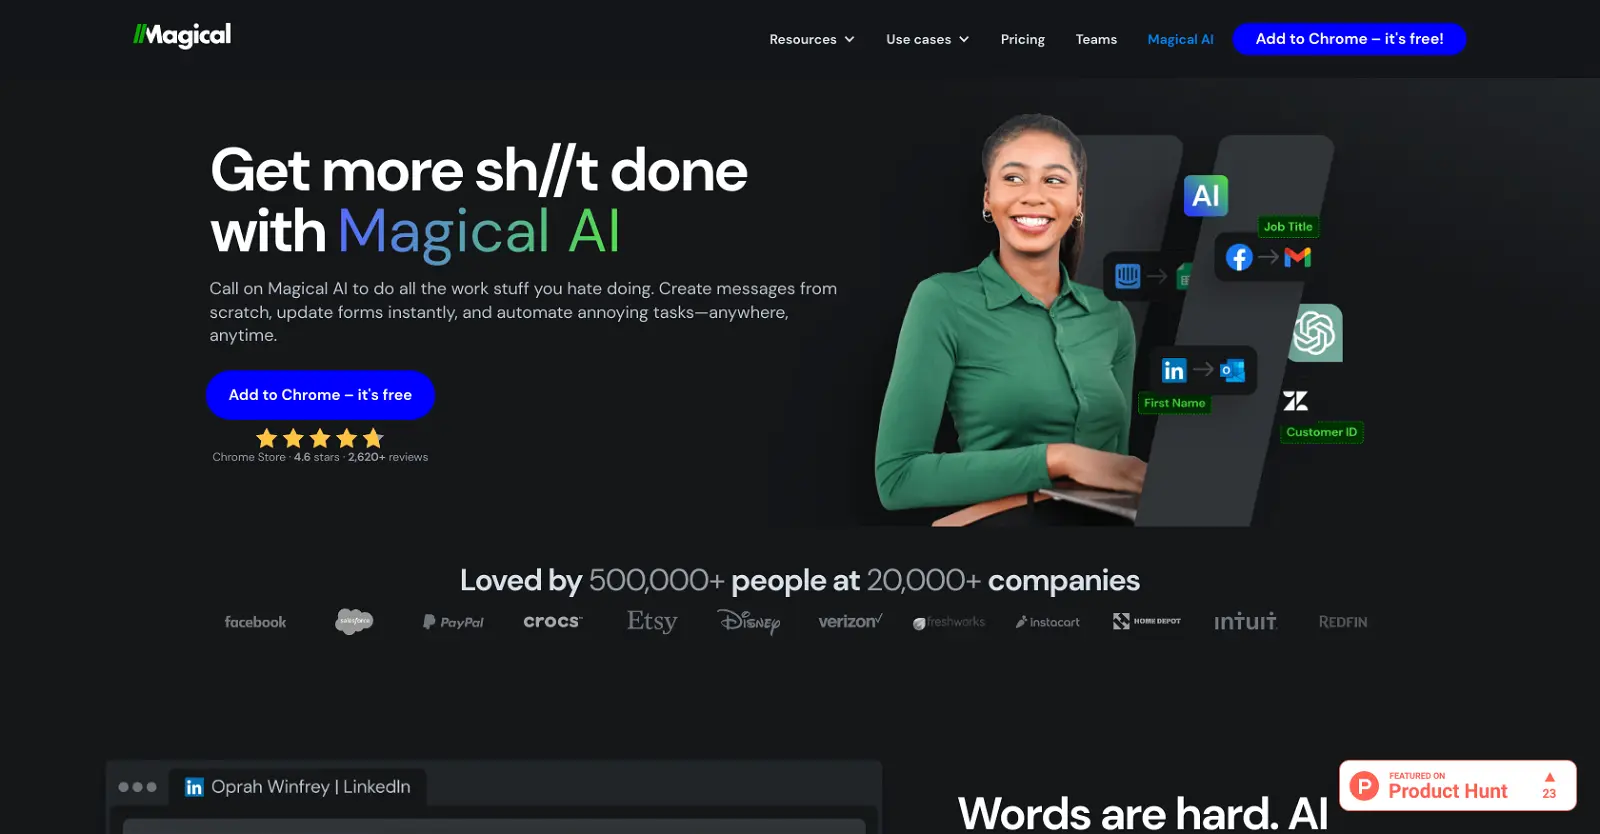 //Magical
Resources
Use cases
Pricing
Teams
Magical AI
Add to Chrome – it's free!
Get more sh//t done
with Magical AI
Call on Magical AI to do all the work stuff you hate doing. Create messages from
scratch, update forms instantly, and automate annoying tasks—anywhere,
anytime.
Add to Chrome – it's free
Chrome Store · 4.6 stars · 2,620+ reviews
AI
Job Title
First Name
Customer ID
Loved by 500,000+ people at 20,000+ companies
facebook
salesforce
PayPal
crocs™
Etsy
Disney
verizon✓
freshworks
instacart
HOME DEPOT
intuit
REDFIN
in Oprah Winfrey | LinkedIn
Words are hard. AI
FEATURED ON
Product Hunt
23